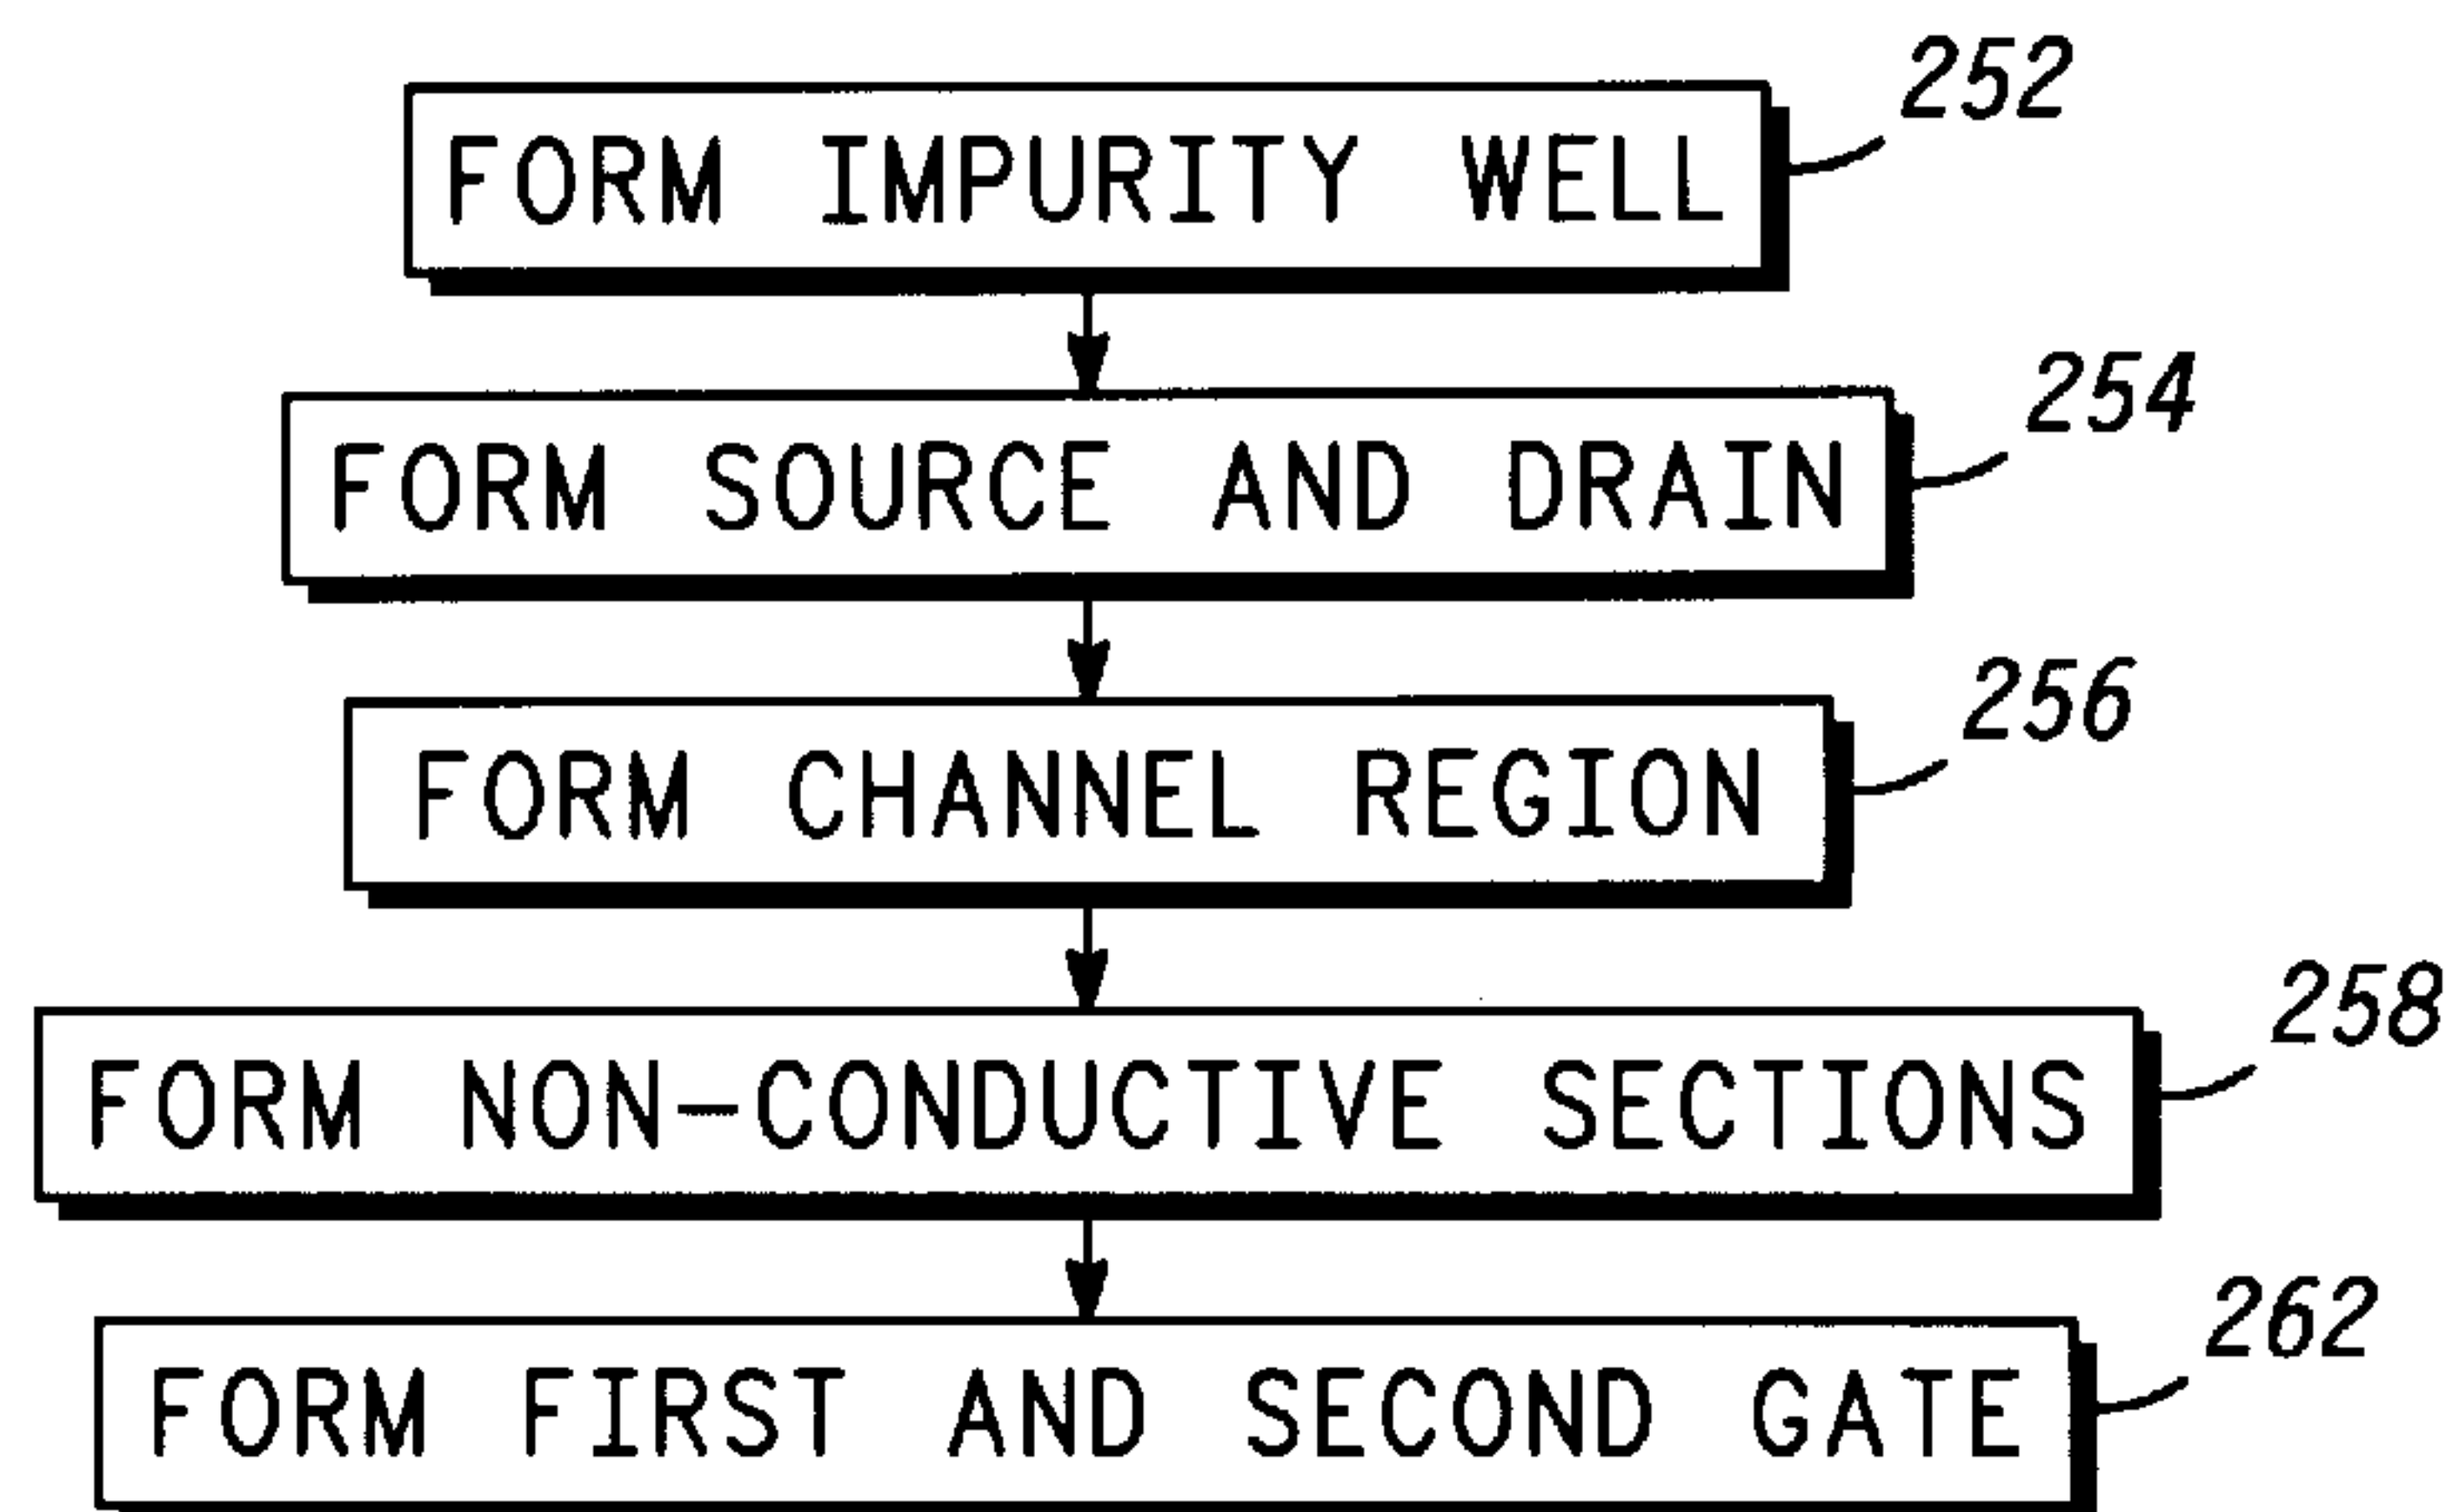 252
FORM IMPURITY WELL
254
FORM SOURCE AND DRAIN
256
FORM CHANNEL REGION
258
FORM NON-CONDUCTIVE SECTIONS
262
FORM FIRST AND SECOND GATE